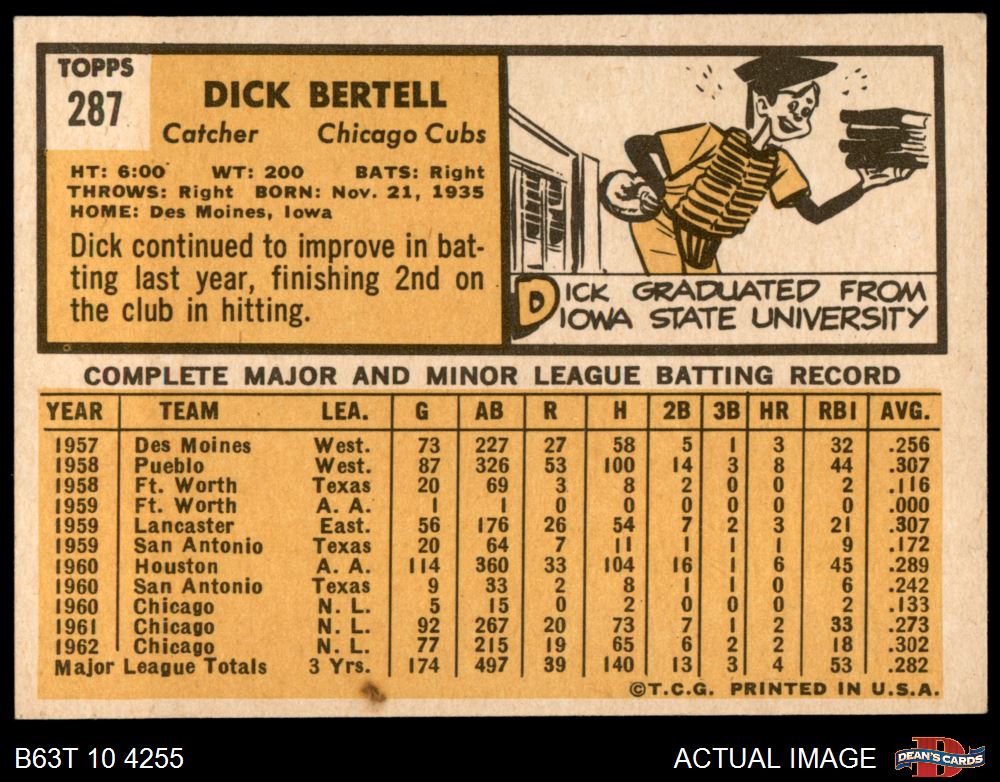 TOPPS
287
DICK BERTELL
Catcher Chicago Cubs
HT: 6:00 WT: 200 BATS: Right
THROWS: Right BORN: Nov. 21, 1935
HOME: Des Moines, Iowa
Dick continued to improve in bat-
ting last year, finishing 2nd on
the club in hitting.
DICK GRADUATED FROM
IOWA STATE UNIVERSITY
COMPLETE MAJOR AND MINOR LEAGUE BATTING RECORD
YEAR TEAM LEA. G AB R H 2B 3B HR RBI AVG.
1957 Des Moines West. 73 227 27 58 5 1 3 32 .256
1958 Pueblo West. 87 326 53 100 14 3 8 44 .307
1958 Ft. Worth Texas 20 69 3 8 2 0 0 2 .116
1959 Ft. Worth A. A. 1 1 0 0 0 0 0 0 .000
1959 Lancaster East. 56 176 26 54 7 2 3 21 .307
1959 San Antonio Texas 20 64 7 11 1 1 1 9 .172
1960 Houston A. A. 114 360 33 104 16 1 6 45 .289
1960 San Antonio Texas 9 33 2 8 1 1 0 6 .242
1960 Chicago N. L. 5 15 0 2 0 0 0 2 .133
1961 Chicago N. L. 92 267 20 73 7 1 2 33 .273
1962 Chicago N. L. 77 215 19 65 6 2 2 18 .302
Major League Totals 3 Yrs. 174 497 39 140 13 3 4 53 .282
©T.C.G. PRINTED IN U.S.A.
B63T 10 4255 ACTUAL IMAGE D DEAN'S CARDS